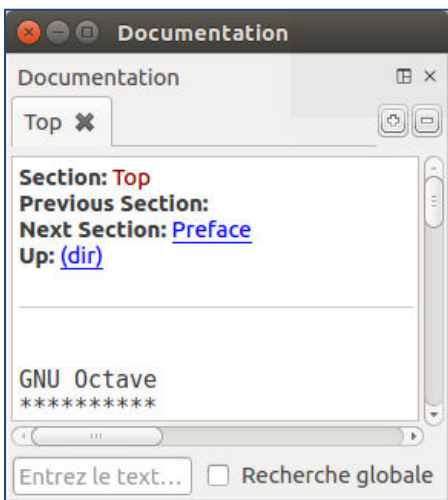 Documentation
Documentation
Top
Section: Top
Previous Section:
Next Section: Preface
Up: (dir)
GNU Octave
**********
Entrez le text...
Recherche globale